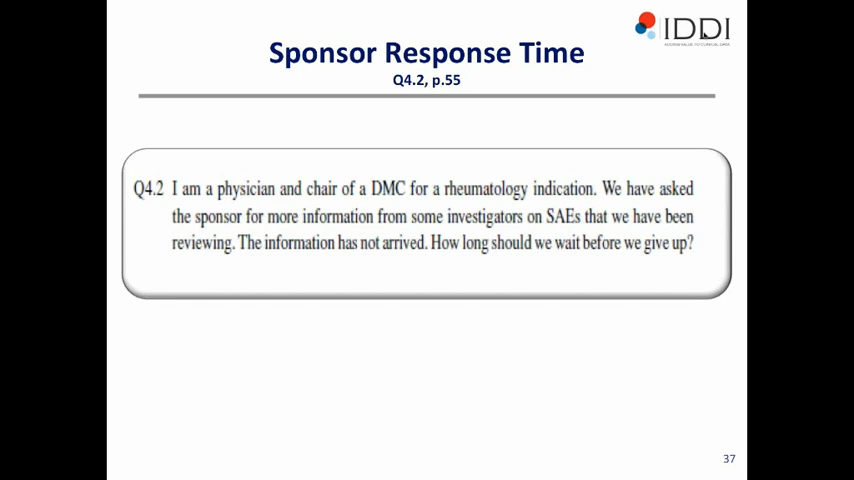 IDDI
Sponsor Response Time
Q4.2, p.55
Q4.2 I am a physician and chair of a DMC for a rheumatology indication. We have asked
the sponsor for more information from some investigators on SAEs that we have been
reviewing. The information has not arrived. How long should we wait before we give up?
37